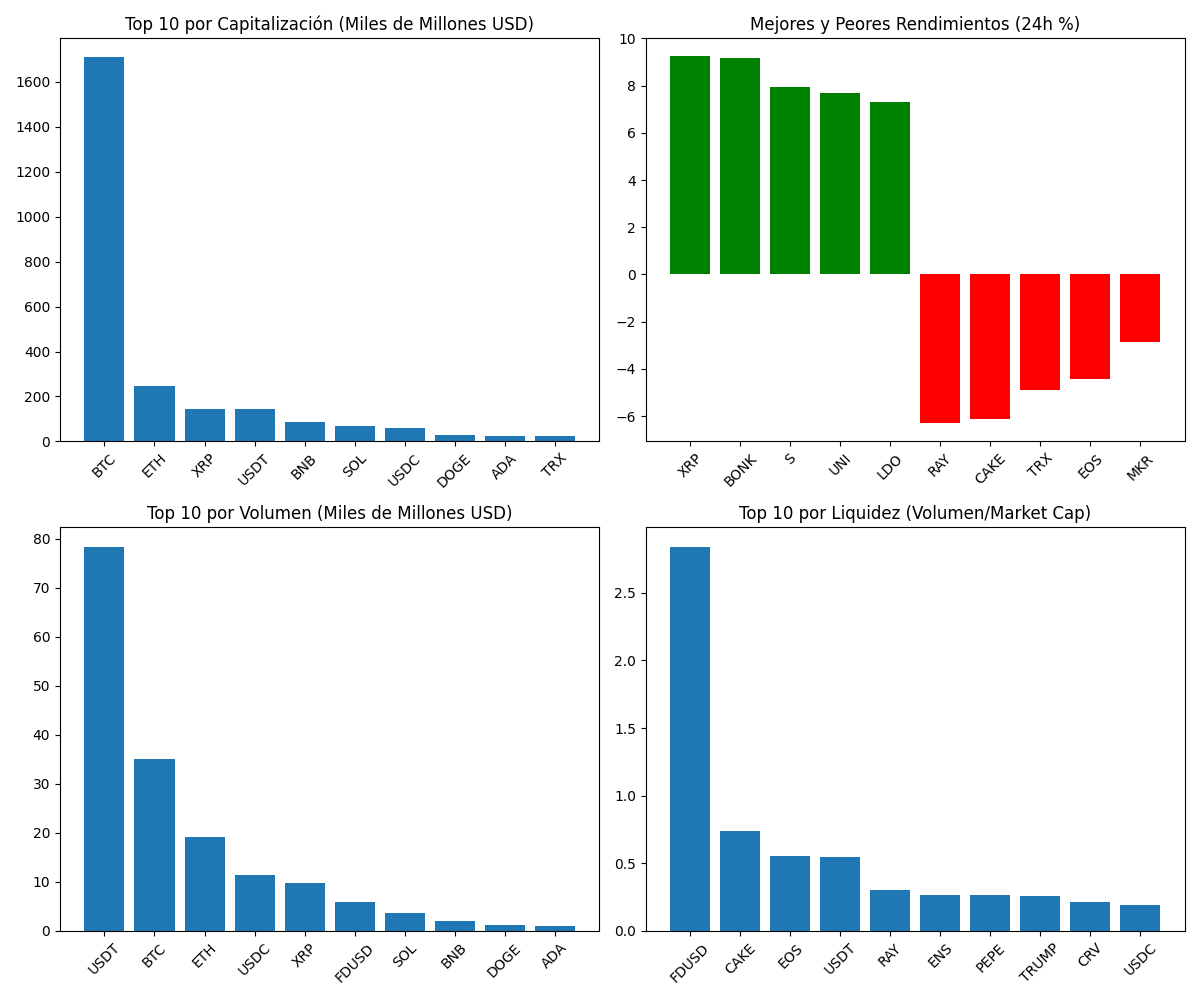 Top 10 por Capitalización (Miles de Millones USD)
1600
1400
1200
1000
800
600
400
200
0
BTC
ETH
XRP
USDT
BNB
SOL
USDC
DOGE
ADA
TRX
Mejores y Peores Rendimientos (24h %)
10
8
6
4
2
0
−2
−4
−6
XRP
BONK
S
UNI
LDO
RAY
CAKE
TRX
EOS
MKR
Top 10 por Volumen (Miles de Millones USD)
80
70
60
50
40
30
20
10
0
USDT
BTC
ETH
USDC
XRP
FDUSD
SOL
BNB
DOGE
ADA
Top 10 por Liquidez (Volumen/Market Cap)
2.5
2.0
1.5
1.0
0.5
0.0
FDUSD
CAKE
EOS
USDT
RAY
ENS
PEPE
TRUMP
CRV
USDC